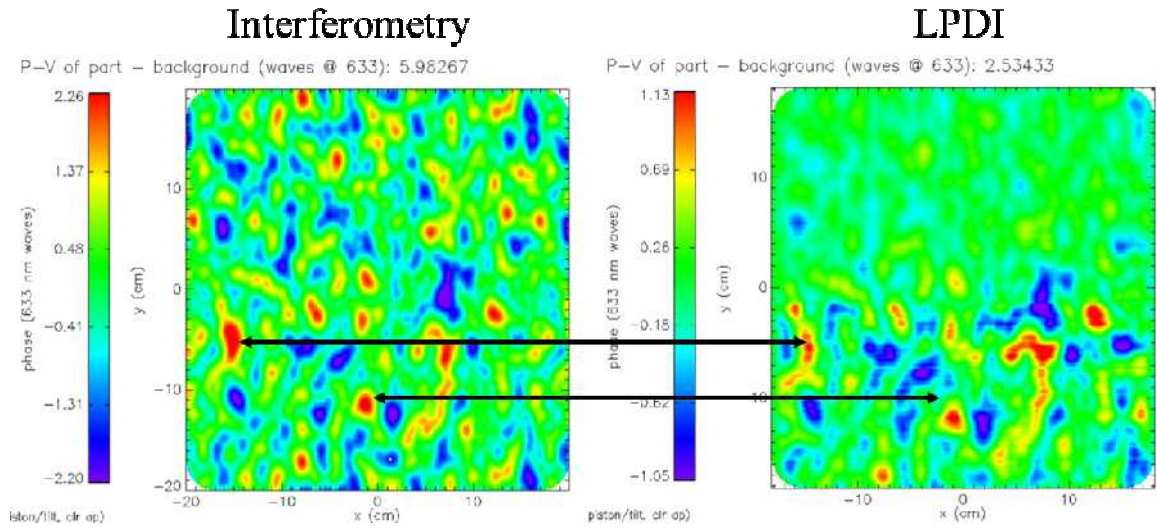 Interferometry
P-V of part - background (waves @ 633): 5.98267
2.26
1.37
0.48
-0.41
-1.31
-2.20
phase (633 nm waves)
y (cm)
10
0
-10
-20
-20
-10
0
10
x (cm)
iston/tilt, clr ap)
LPDI
P-V of part - background (waves @ 633): 2.53433
1.13
0.69
0.26
-0.18
-0.62
-1.05
phase (633 nm waves)
y (cm)
10
0
-10
0
10
x (cm)
piston/tilt, clr ap)